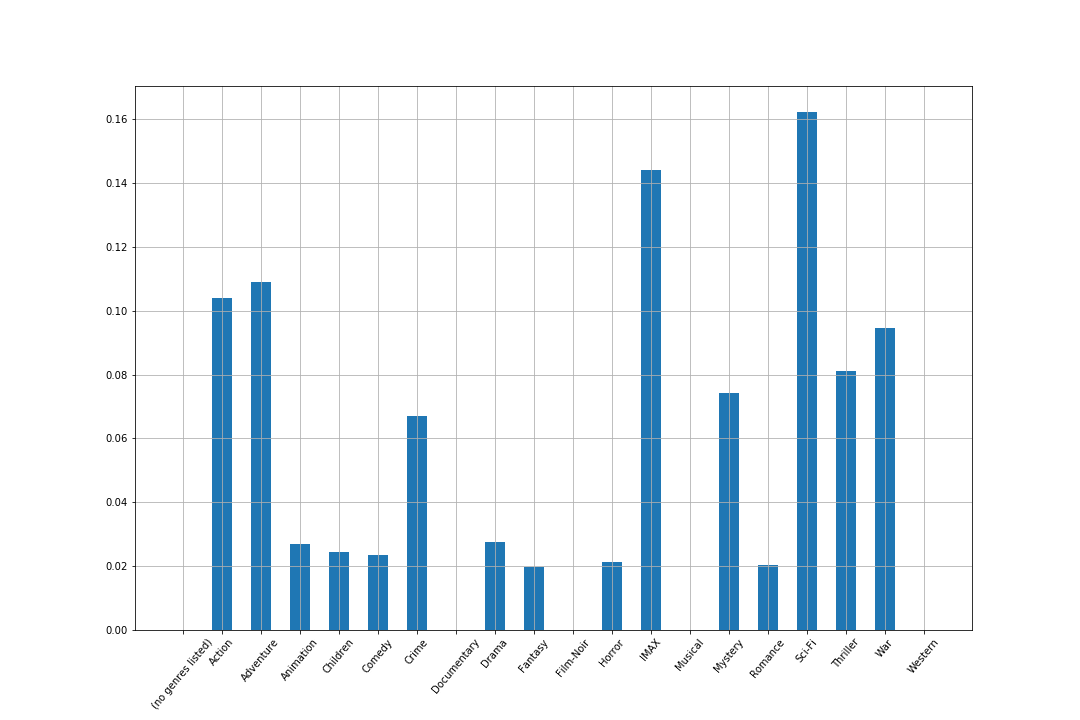 0.16
0.14
0.12
0.10
0.08
0.06
0.04
0.02
0.00
(no genres listed)
Action
Adventure
Animation
Children
Comedy
Crime
Documentary
Drama
Fantasy
Film-Noir
Horror
IMAX
Musical
Mystery
Romance
Sci-Fi
Thriller
War
Western